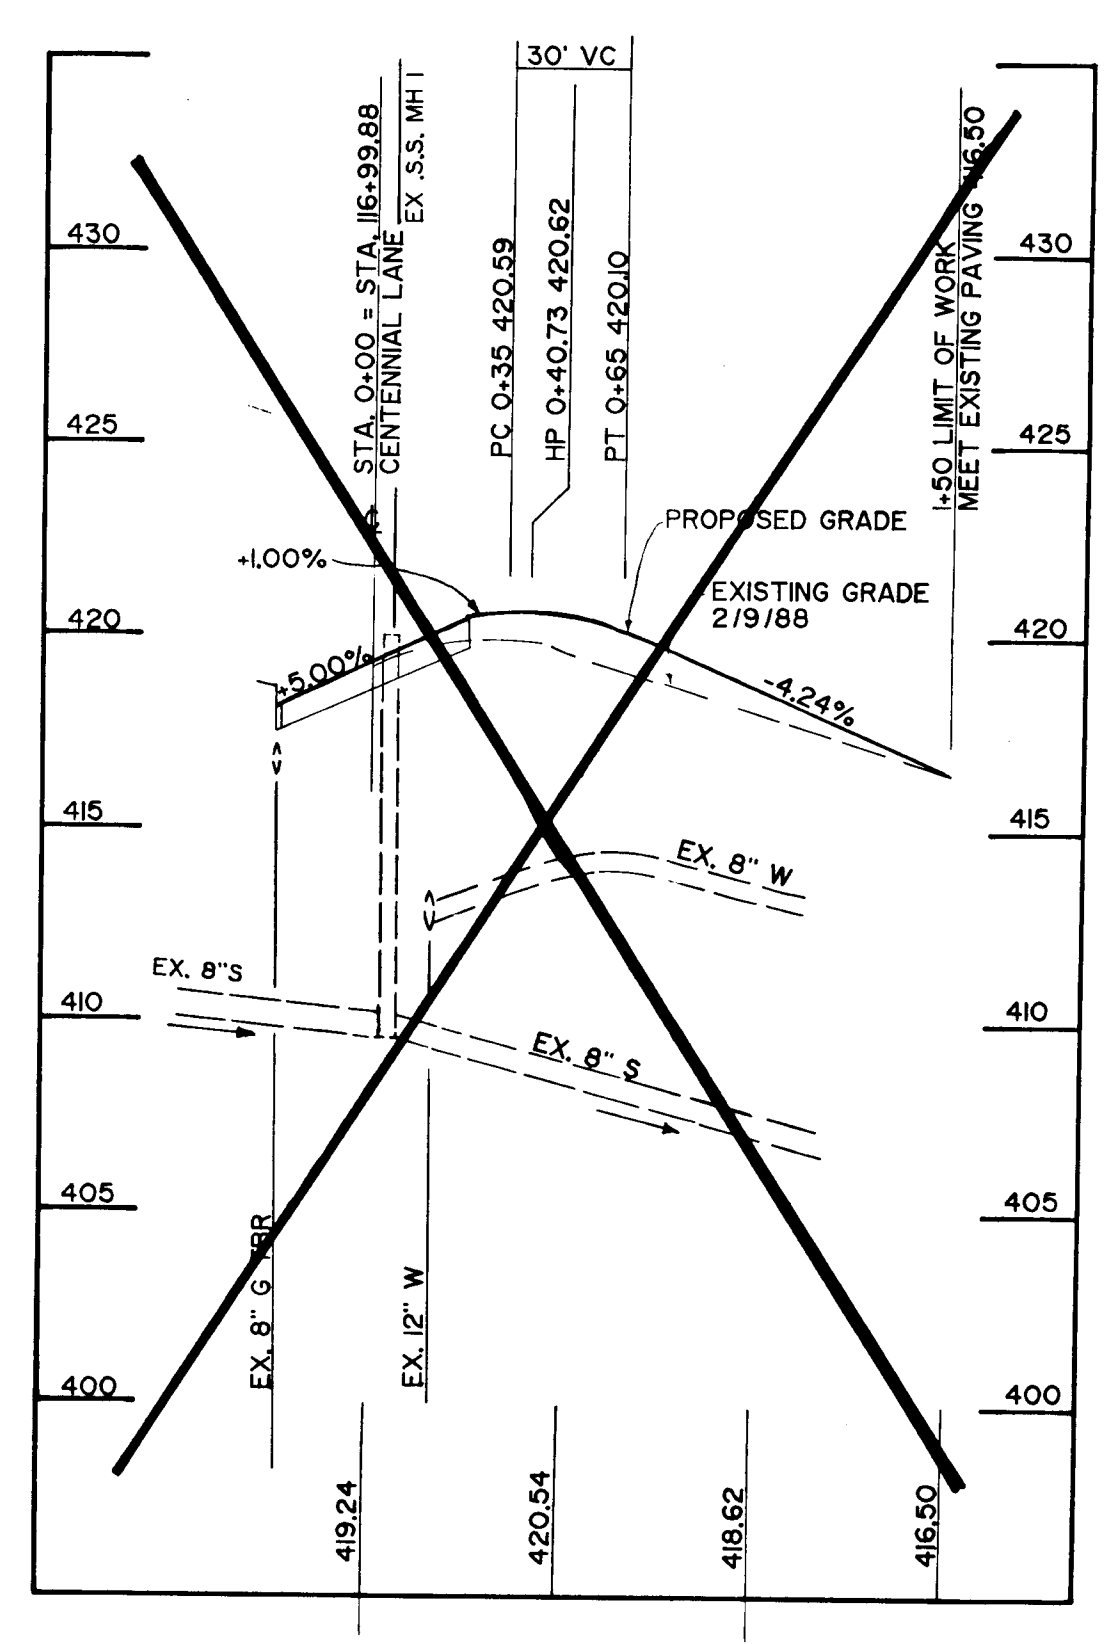 30' VC
STA. 0+00 = STA. 116+99.88
CENTENNIAL LANE
EX .S.S. MH 1
PC 0+35 420.59
HP 0+40.73 420.62
PT 0+65 420.10
1+50 LIMIT OF WORK
MEET EXISTING PAVING 416.50
430
430
425
425
℄
PROPOSED GRADE
+1.00%
EXISTING GRADE
2/9/88
420
420
+5.00%
-4.24%
415
415
EX. 8" W
EX. 8"S
410
410
EX. 8" S
405
405
EX. 8" G
EX. 12" W
400
400
419.24
420.54
418.62
416.50